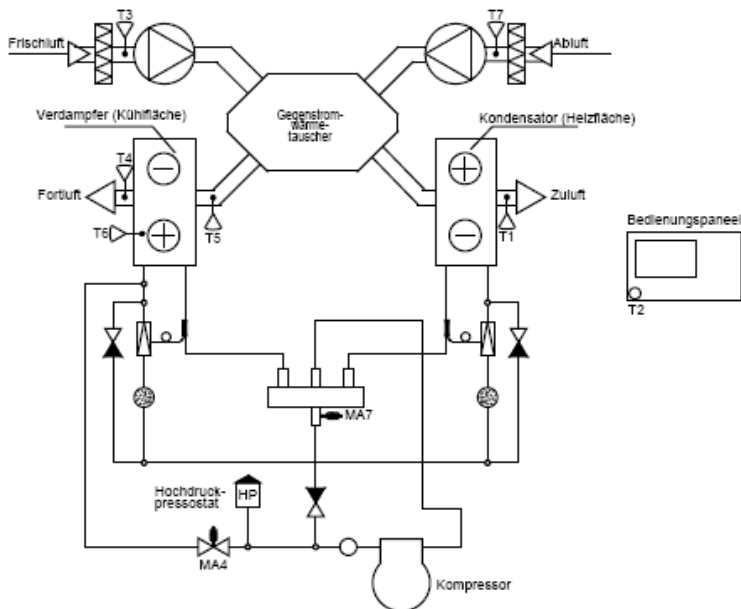 T3
T7
Frischluft
Abluft
Verdampfer (Kühlfläche)
Gegenstrom-
wärme-
tauscher
Kondensator (Heizfläche)
T4
Fortluft
Zuluft
T6
T5
T1
Bedienungspaneel
T2
MA7
Hochdruck-
pressostat
HP
MA4
Kompressor